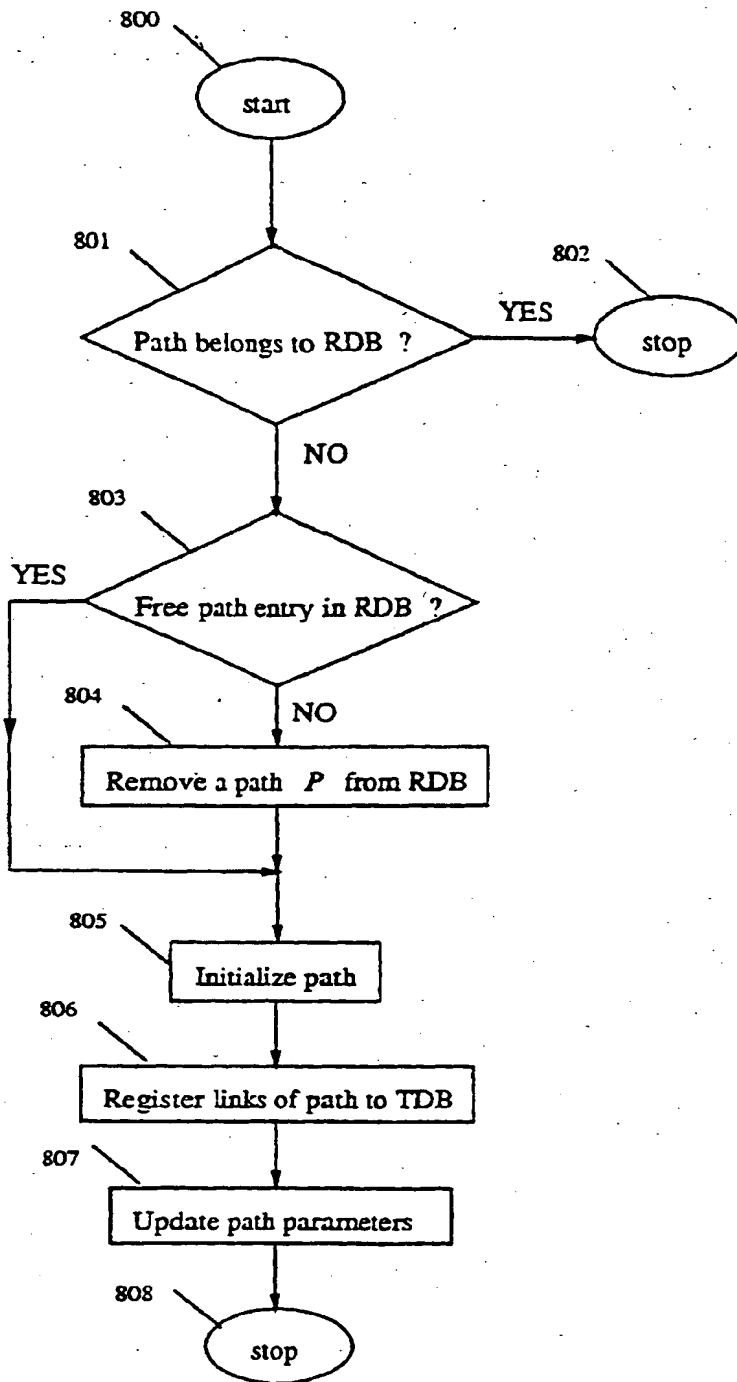 800
start
801
Path belongs to RDB ?
YES
802
stop
NO
803
YES
Free path entry in RDB ?
804
NO
Remove a path P from RDB
805
Initialize path
806
Register links of path to TDB
807
Update path parameters
808
stop